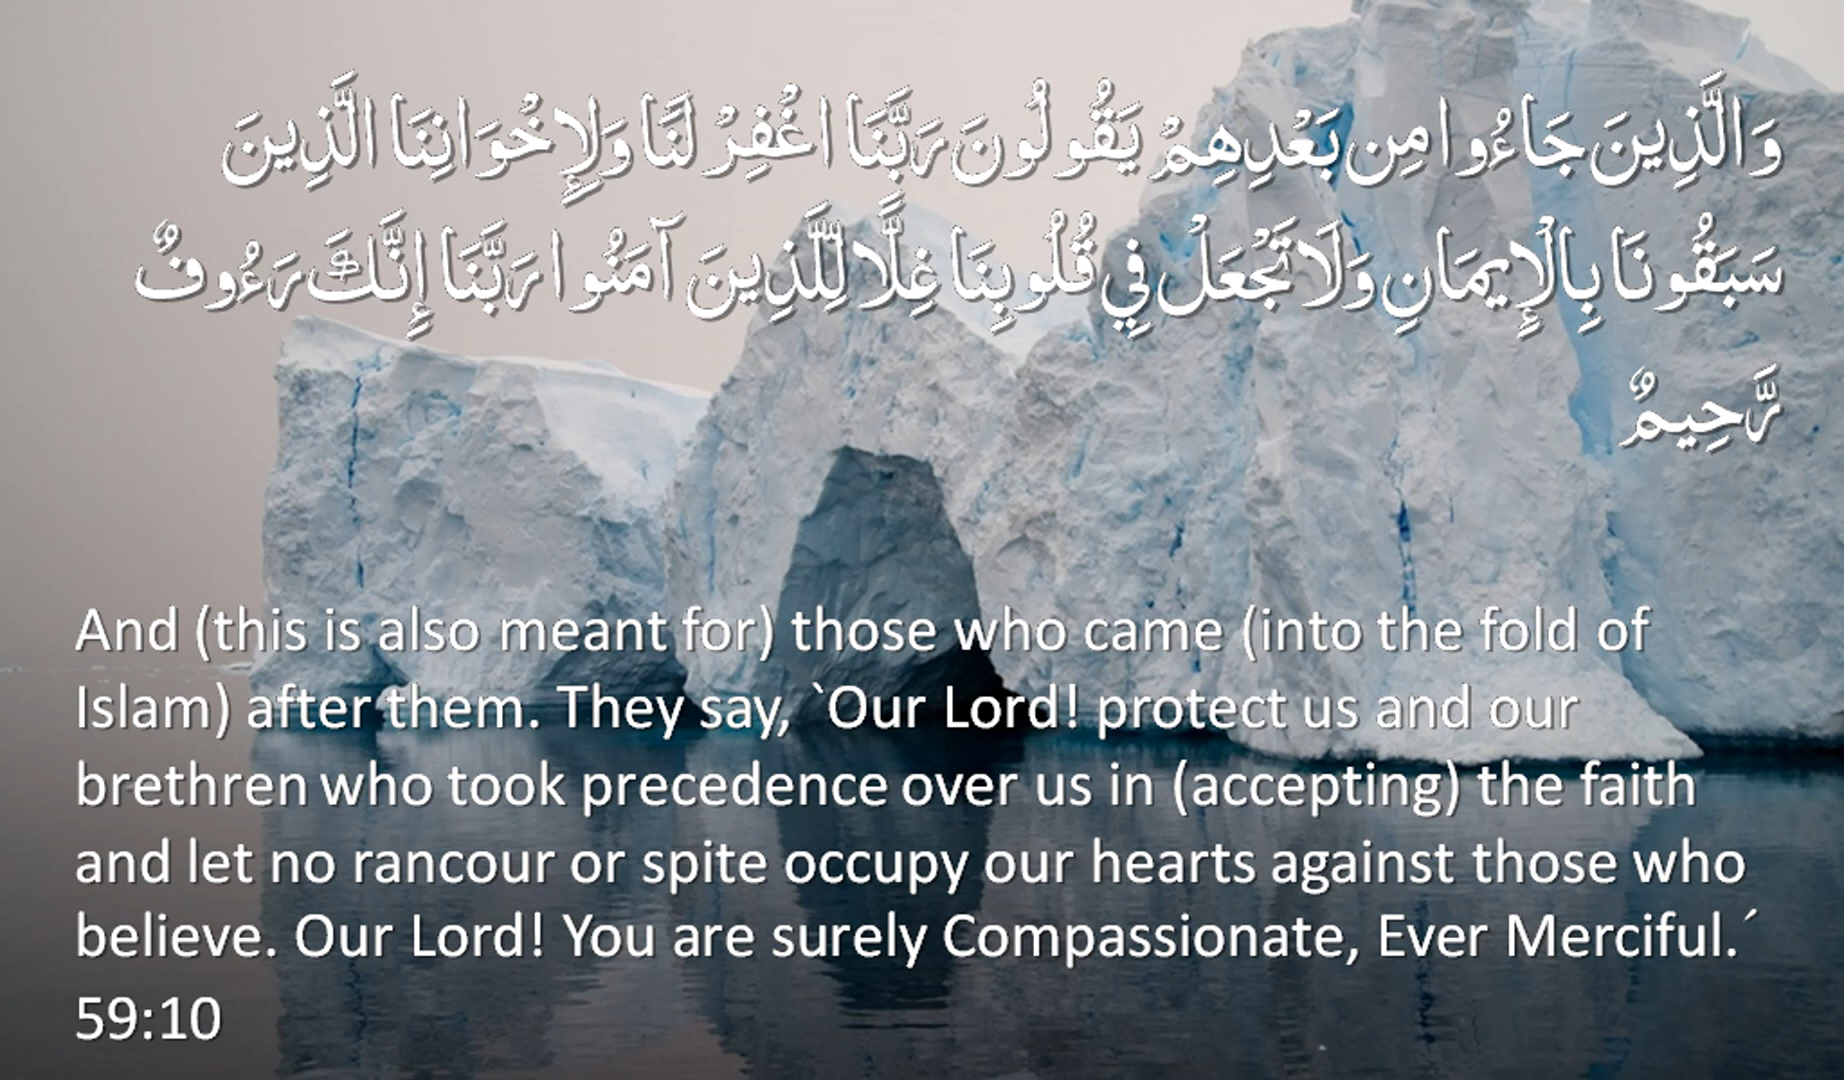 وَالَّذِينَ جَاءُوا مِن بَعْدِهِمْ يَقُولُونَ رَبَّنَا اغْفِرْ لَنَا وَلِإِخْوَانِنَا الَّذِينَ
سَبَقُونَا بِالْإِيمَانِ وَلَا تَجْعَلْ فِي قُلُوبِنَا غِلًّا لِّلَّذِينَ آمَنُوا رَبَّنَا إِنَّكَ رَءُوفٌ
رَّحِيمٌ
And (this is also meant for) those who came (into the fold of
Islam) after them. They say, `Our Lord! protect us and our
brethren who took precedence over us in (accepting) the faith
and let no rancour or spite occupy our hearts against those who
believe. Our Lord! You are surely Compassionate, Ever Merciful.´
59:10